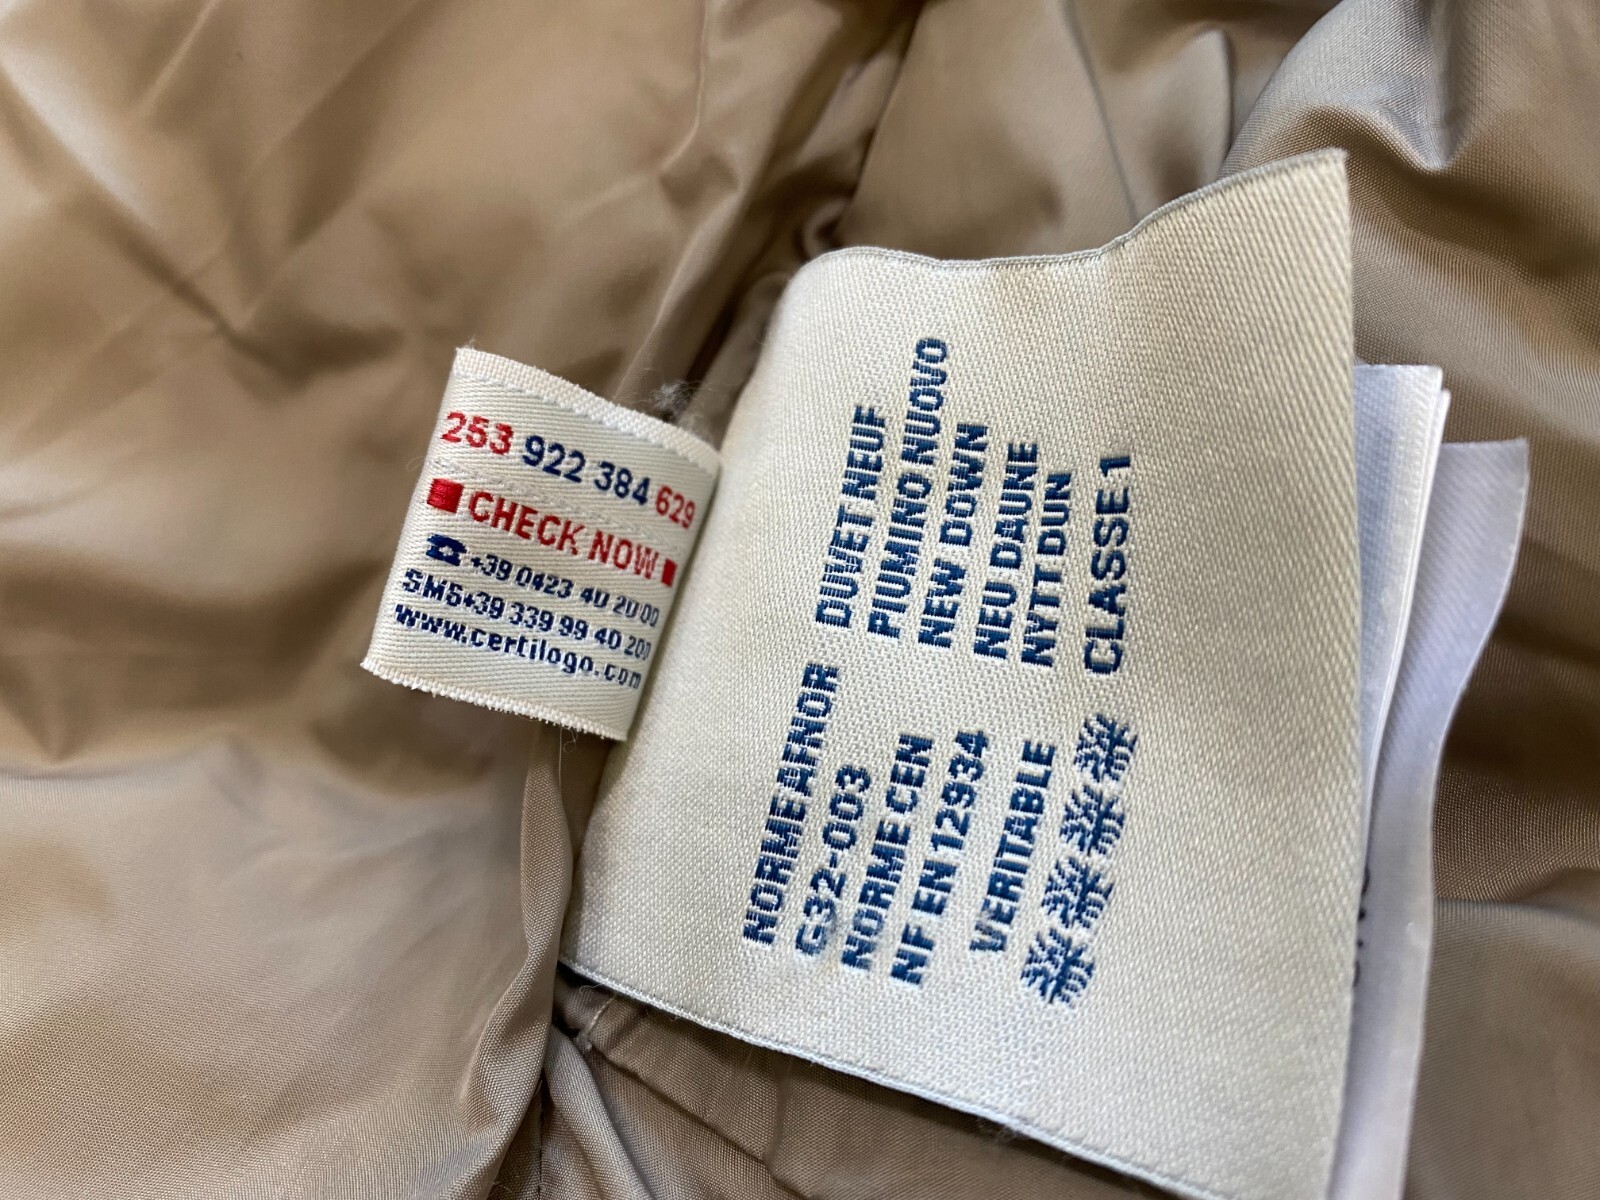 253 922 384 629
CHECK NOW
+39 0423 40 20 00
SMS+39 339 99 40 200
www.certilogo.com
NORME AFNOR
G32-003
NORME CEN
NF EN 12934
VERITABLE
DUVET NEUF
PIUMINO NUOVO
NEW DOWN
NEU DAUNE
NYTT DUN
CLASSE 1